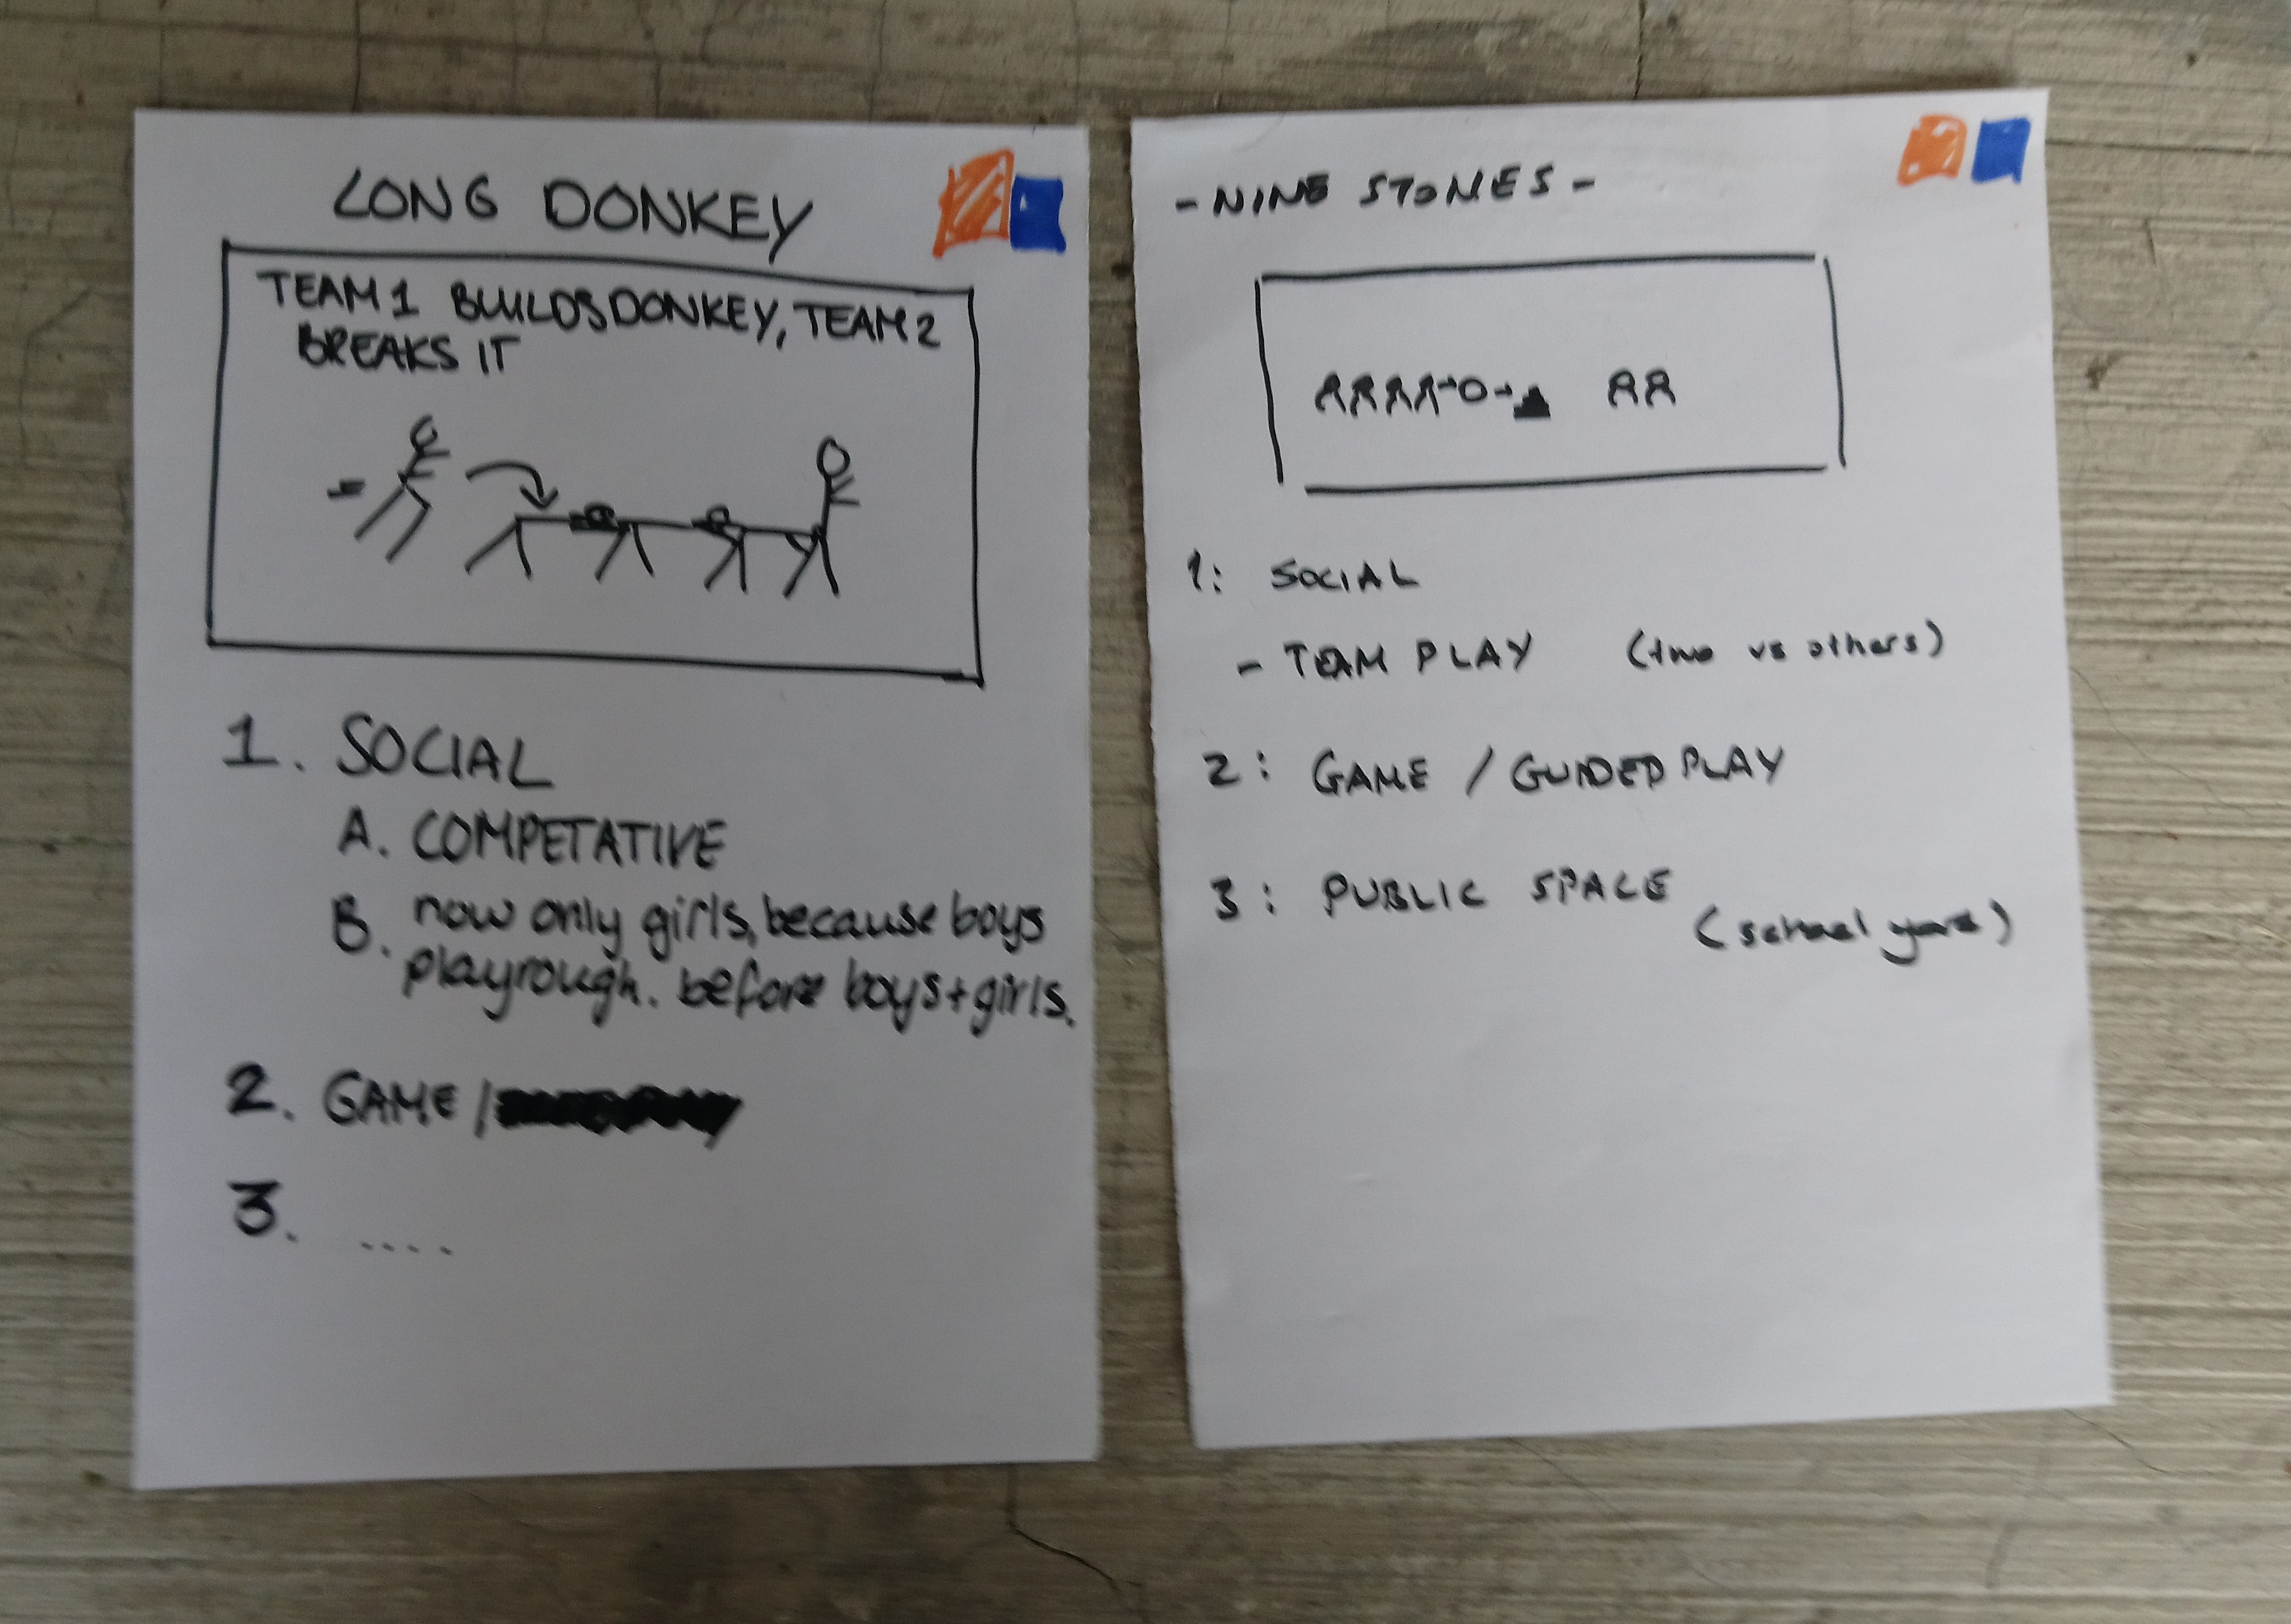 LONG DONKEY
TEAM 1 BUILDS DONKEY, TEAM 2
BREAKS IT
1. SOCIAL
A. COMPETATIVE
B. now only girls, because boys
play rough. before boys + girls.
2. GAME /
3. ....
- NINE STONES -
1: SOCIAL
- TEAM PLAY (two vs others)
2: GAME / GUIDED PLAY
3: PUBLIC SPACE
(school yard)